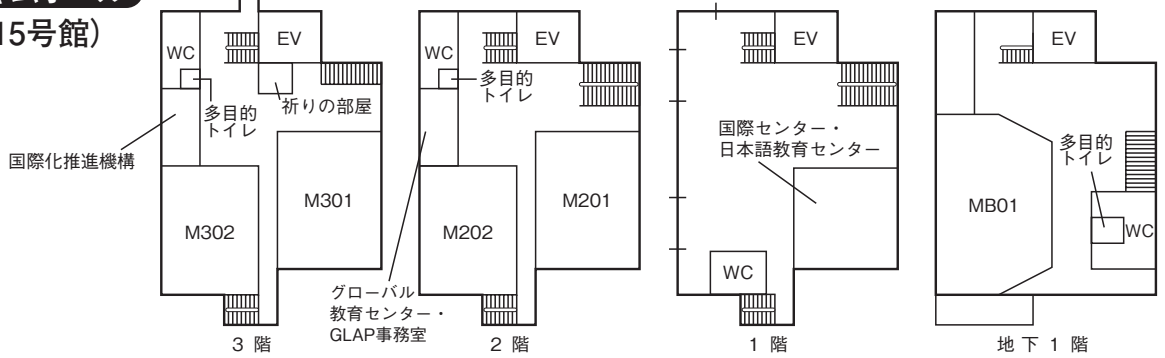 15号館）
WC
EV
多目的
トイレ
祈りの部屋
国際化推進機構
M301
M302
3 階
WC
EV
多目的
トイレ
M201
M202
グローバル
教育センター・
GLAP事務室
2 階
EV
国際センター・
日本語教育センター
WC
1 階
EV
多目的
トイレ
MB01
WC
地 下 1 階